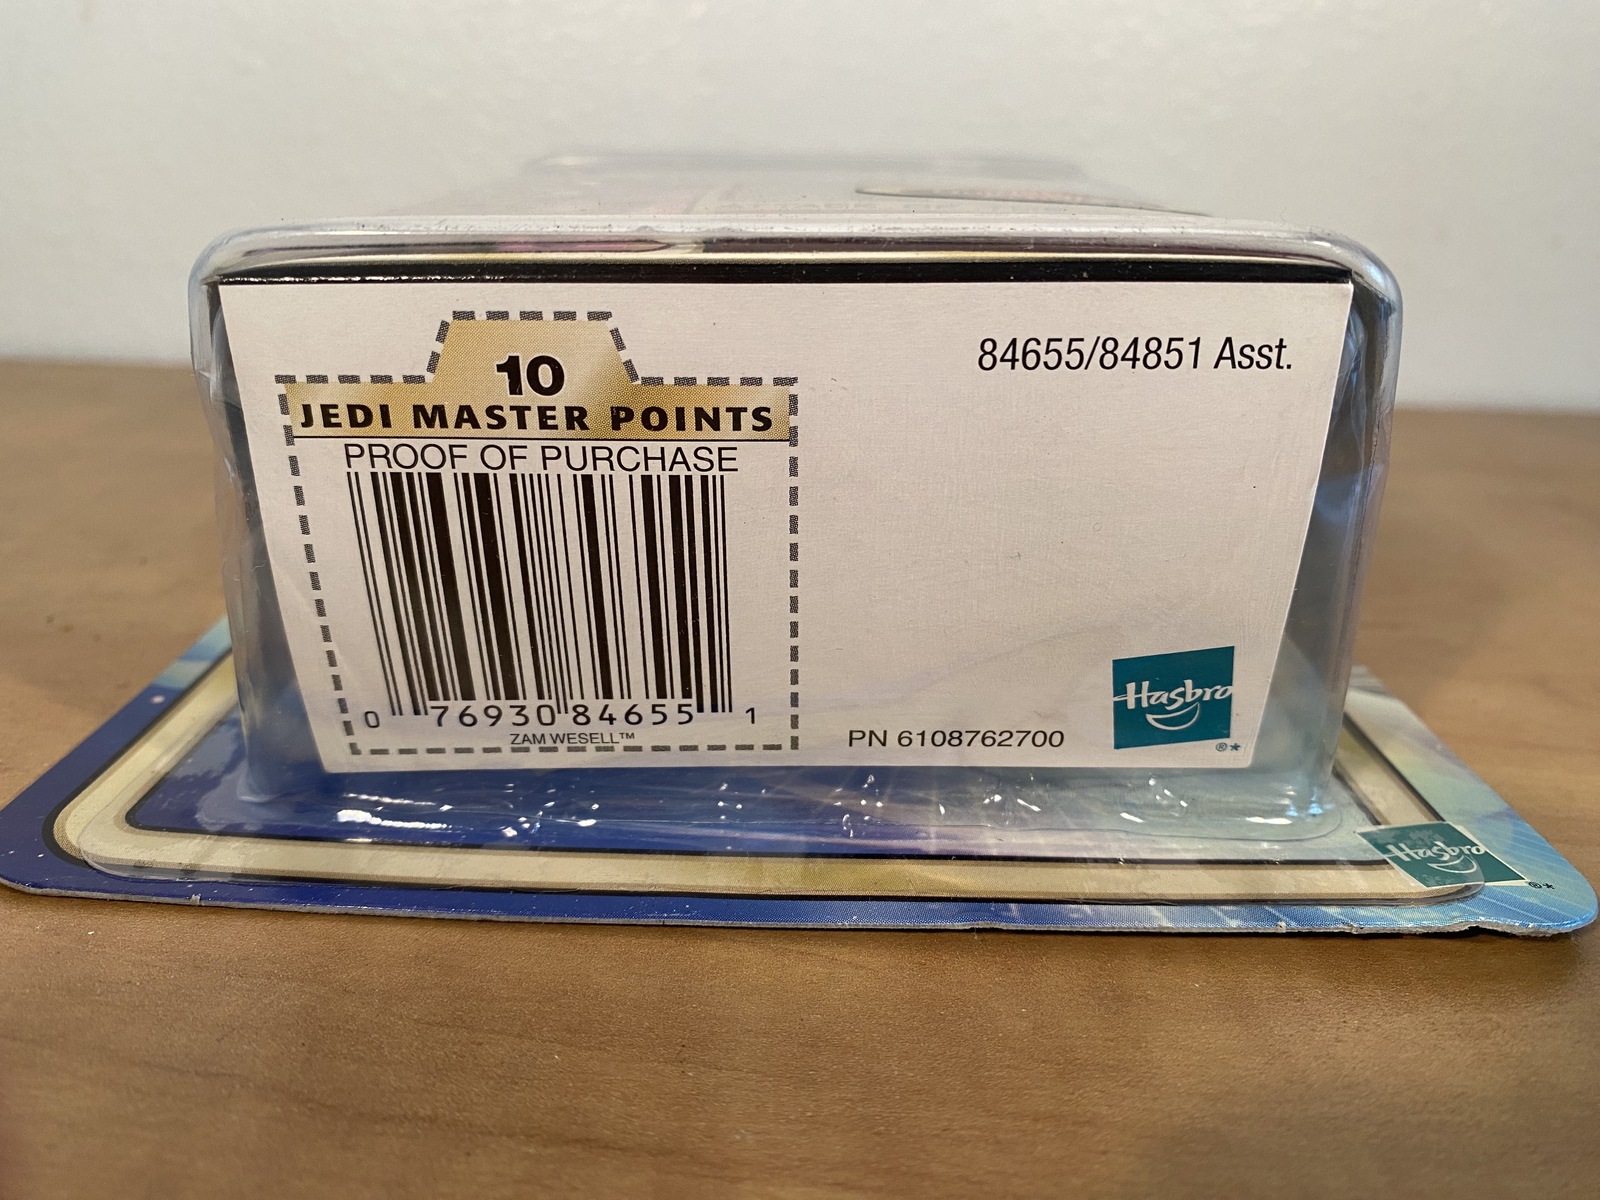 10
JEDI MASTER POINTS
PROOF OF PURCHASE
0 76930 84655 1
ZAM WESELL™
84655/84851 Asst.
PN 6108762700
Hasbro
®*
Hasbro
®*